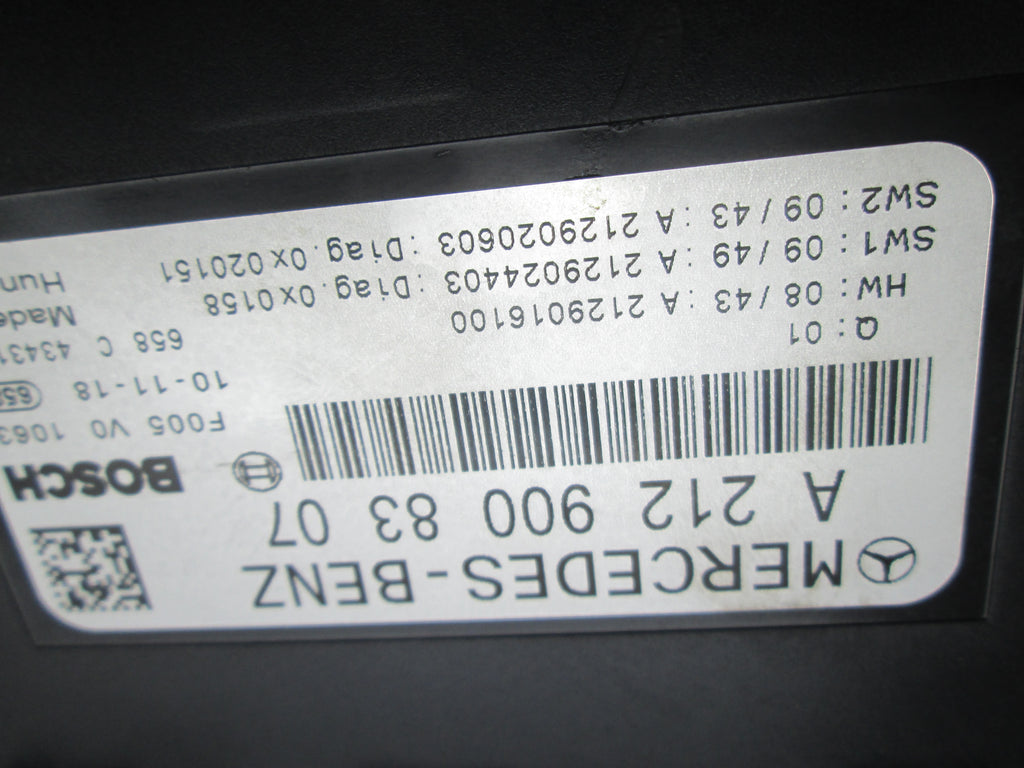 MERCEDES-BENZ
A 212 900 83 07
BOSCH
F005 V0 1063
10-11-18
658 C 4343
Made
Q: 01
HW: 08/43 :A 2129016100
SW1: 09/49 :A 2129024403 :Diag.0x0158
SW2: 09/43 :A 2129020603 :Diag.0x020151